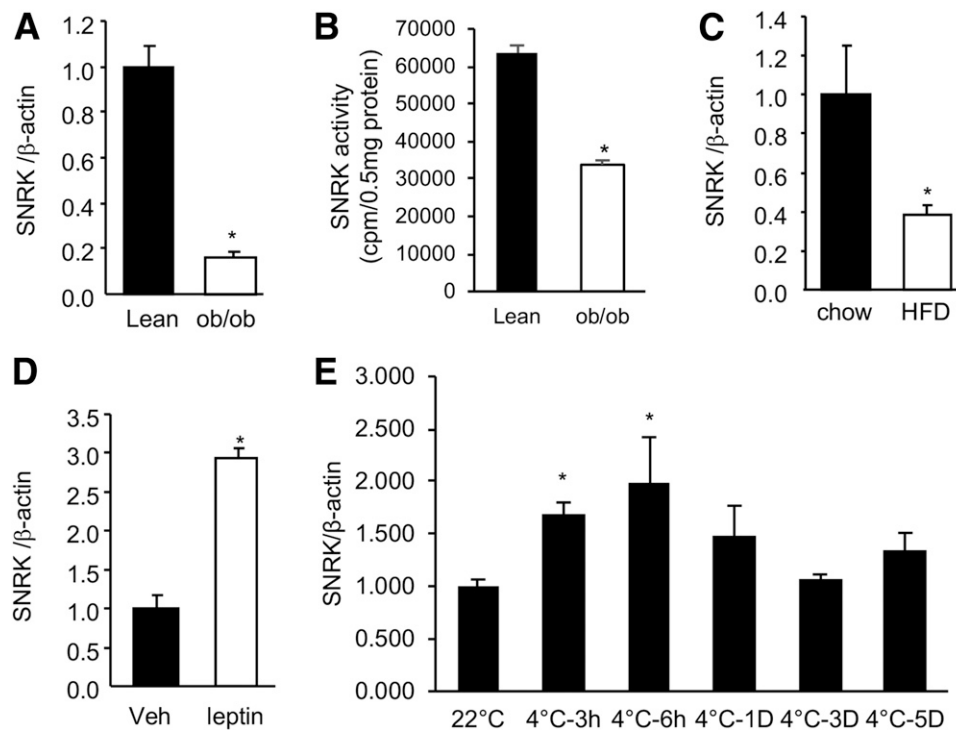 A
SNRK /β-actin
1.2
1.0
0.8
0.6
0.4
0.2
0.0
*
Lean ob/ob
B
SNRK activity
(cpm/0.5mg protein)
70000
60000
50000
40000
30000
20000
10000
0
*
Lean ob/ob
C
SNRK /β-actin
1.4
1.2
1.0
0.8
0.6
0.4
0.2
0.0
*
chow HFD
D
SNRK /β-actin
3.5
3.0
2.5
2.0
1.5
1.0
0.5
0.0
*
Veh leptin
E
SNRK/β-actin
3.000
2.500
2.000
1.500
1.000
0.500
0.000
* *
22°C 4°C-3h 4°C-6h 4°C-1D 4°C-3D 4°C-5D